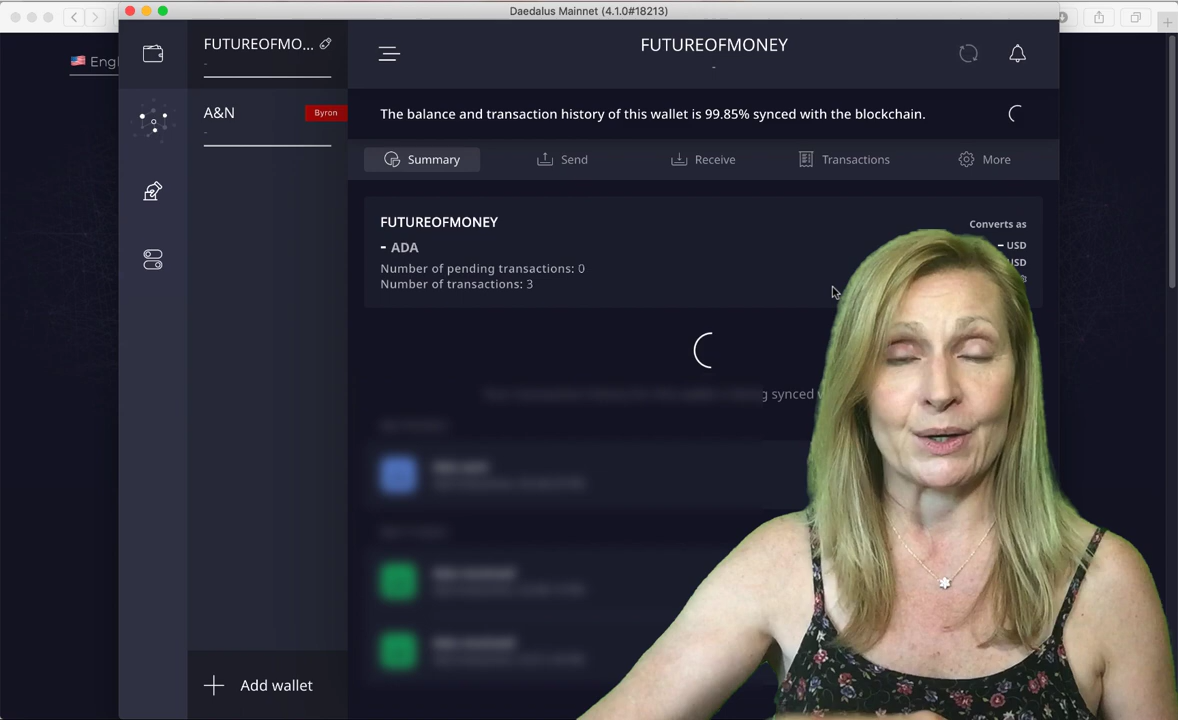 Daedalus Mainnet (4.1.0#18213)
🇺🇸 Engl
FUTUREOFMO...
-
FUTUREOFMONEY
-
A&N
Byron
-
The balance and transaction history of this wallet is 99.85% synced with the blockchain.
Summary
Send
Receive
Transactions
More
FUTUREOFMONEY
Converts as
- ADA
- USD
USD
Number of pending transactions: 0
Number of transactions: 3
g synced
Add wallet